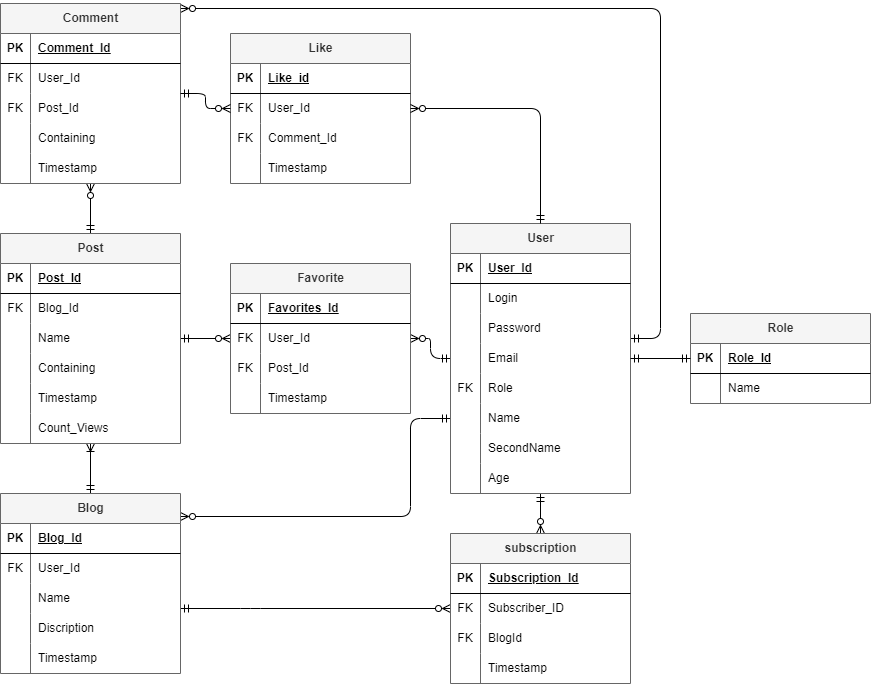 Comment
PK Comment_Id
FK User_Id
FK Post_Id
Containing
Timestamp
Like
PK Like_id
FK User_Id
FK Comment_Id
Timestamp
Post
PK Post_Id
FK Blog_Id
Name
Containing
Timestamp
Count_Views
Favorite
PK Favorites_Id
FK User_Id
FK Post_Id
Timestamp
User
PK User_Id
Login
Password
Email
FK Role
Name
SecondName
Age
Role
PK Role_Id
Name
Blog
PK Blog_Id
FK User_Id
Name
Discription
Timestamp
subscription
PK Subscription_Id
FK Subscriber_ID
FK BlogId
Timestamp